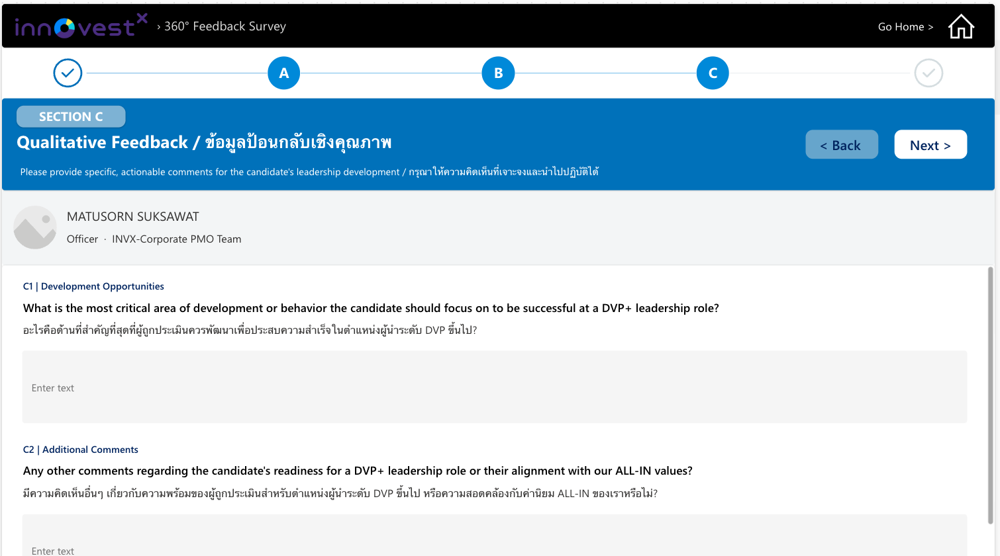 innovestx › 360° Feedback Survey Go Home >
A B C
SECTION C
Qualitative Feedback / ข้อมูลป้อนกลับเชิงคุณภาพ
< Back Next >
Please provide specific, actionable comments for the candidate's leadership development / กรุณาให้ความคิดเห็นที่เจาะจงและนำไปปฏิบัติได้
MATUSORN SUKSAWAT
Officer · INVX-Corporate PMO Team
C1 | Development Opportunities
What is the most critical area of development or behavior the candidate should focus on to be successful at a DVP+ leadership role?
อะไรคือด้านที่สำคัญที่สุดที่ผู้ถูกประเมินควรพัฒนาเพื่อประสบความสำเร็จในตำแหน่งผู้นำระดับ DVP ขึ้นไป?
Enter text
C2 | Additional Comments
Any other comments regarding the candidate's readiness for a DVP+ leadership role or their alignment with our ALL-IN values?
มีความคิดเห็นอื่นๆ เกี่ยวกับความพร้อมของผู้ถูกประเมินสำหรับตำแหน่งผู้นำระดับ DVP ขึ้นไป หรือความสอดคล้องกับค่านิยม ALL-IN ของเราหรือไม่?
Enter text